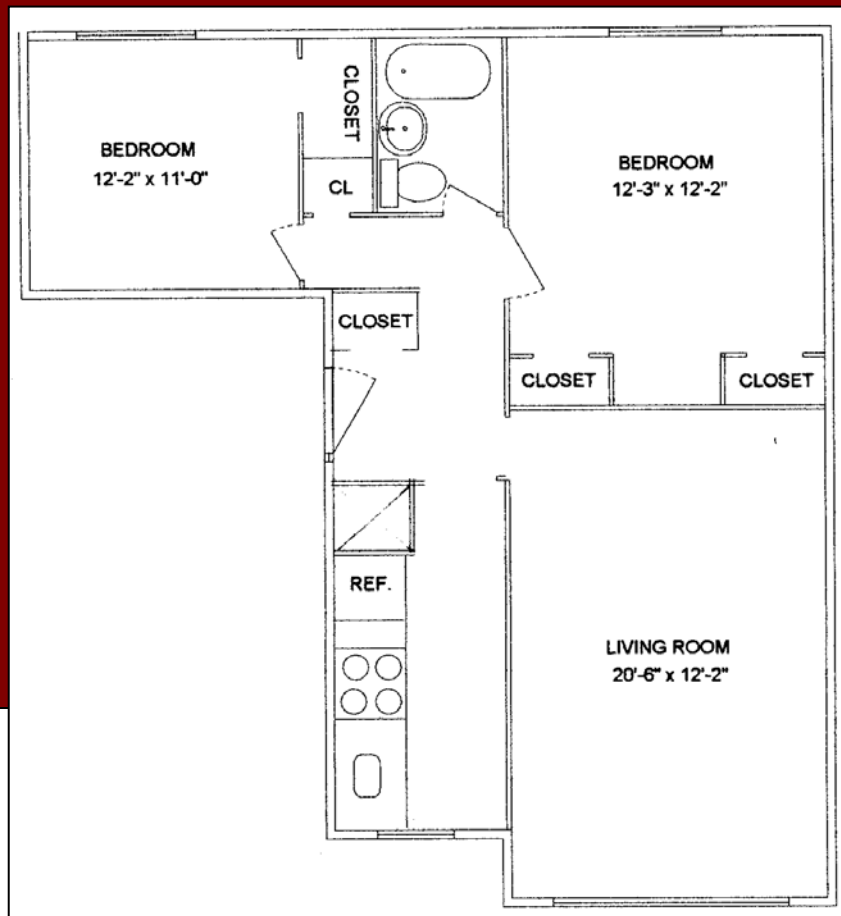 BEDROOM
12'-2" x 11'-0"
CLOSET
CL
BEDROOM
12'-3" x 12'-2"
CLOSET
CLOSET
CLOSET
REF.
LIVING ROOM
20'-6" x 12'-2"